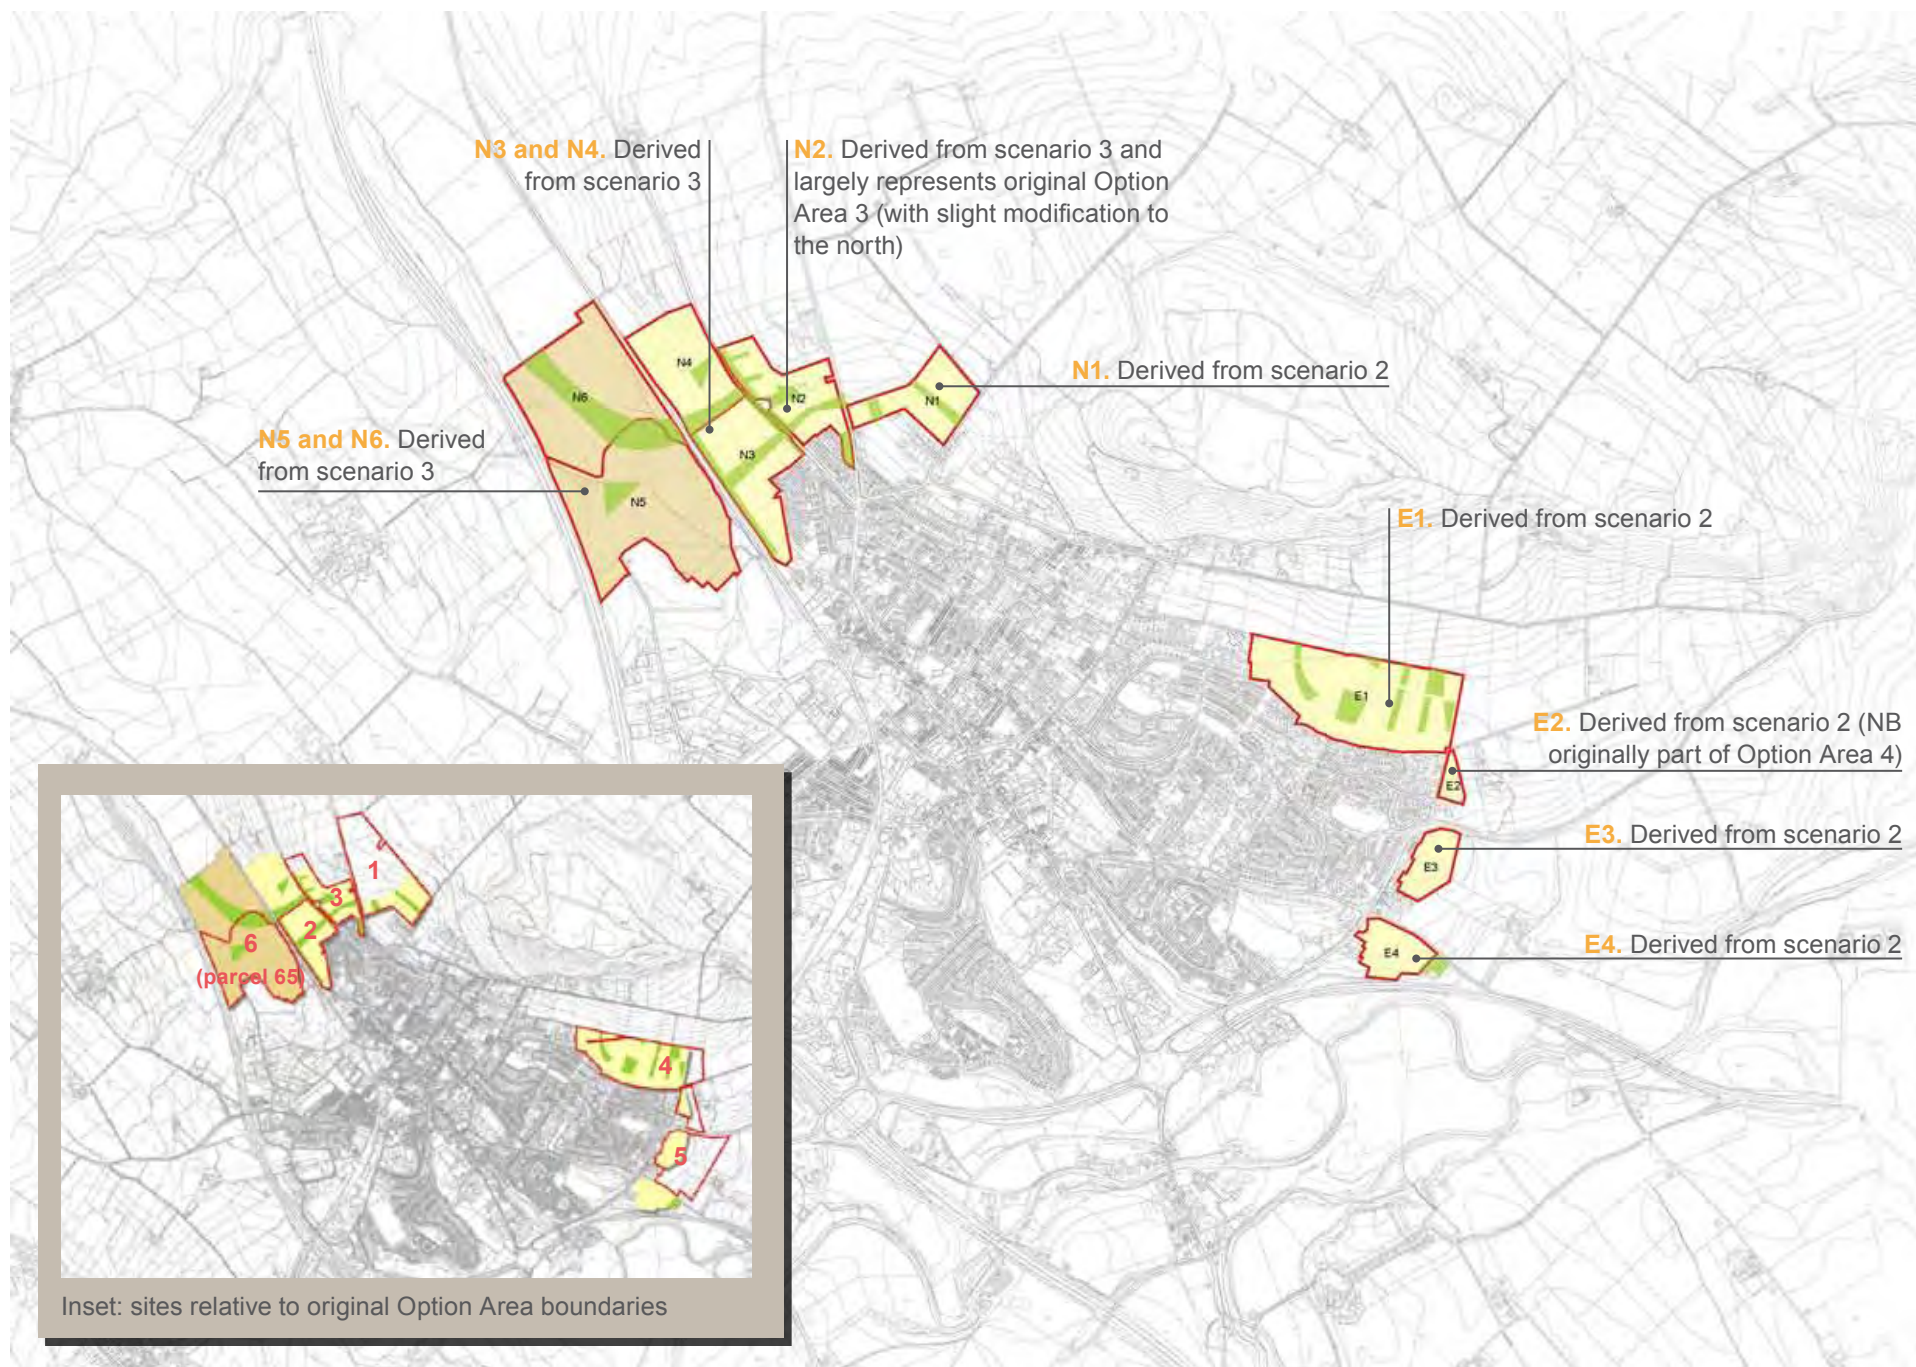 N3 and N4. Derived
from scenario 3
N2. Derived from scenario 3 and
largely represents original Option
Area 3 (with slight modification to
the north)
N1. Derived from scenario 2
N5 and N6. Derived
from scenario 3
E1. Derived from scenario 2
E2. Derived from scenario 2 (NB
originally part of Option Area 4)
E3. Derived from scenario 2
E4. Derived from scenario 2
N4
N6
N2
N1
N3
N5
E1
E2
E3
E4
1
3
2
6
(parcel 65)
4
5
Inset: sites relative to original Option Area boundaries